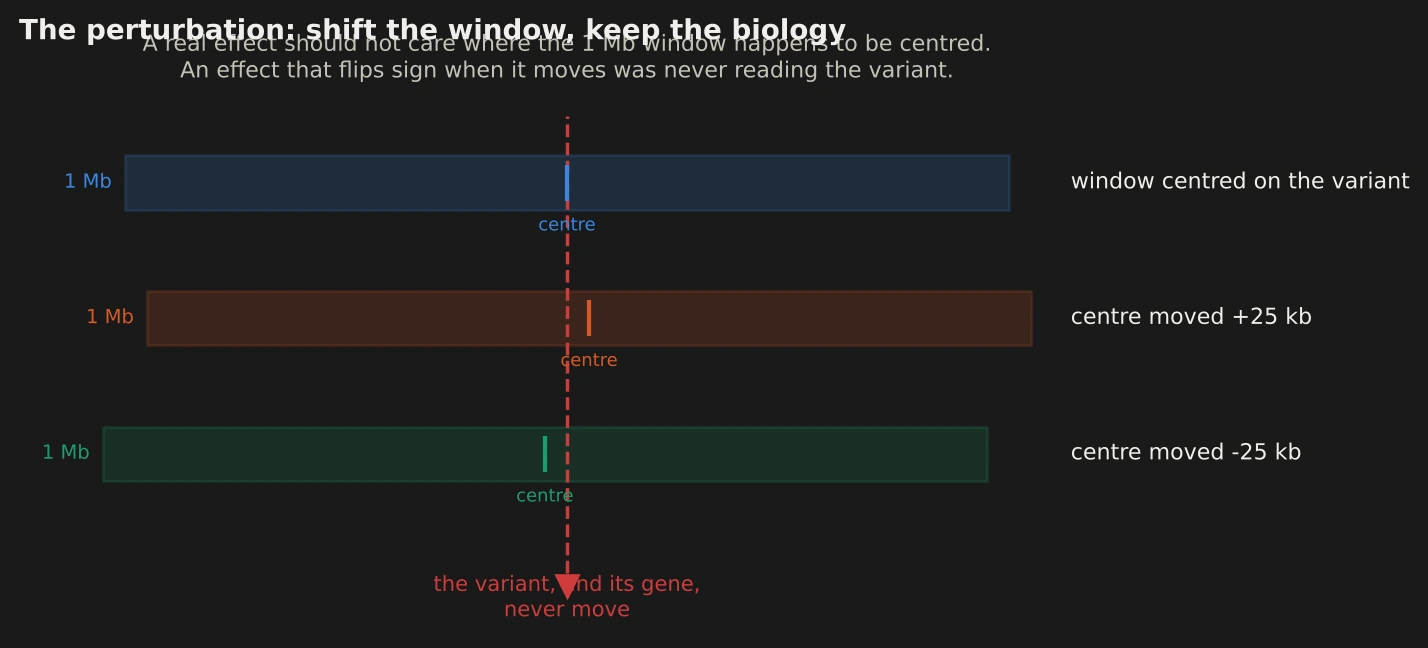 The perturbation: shift the window, keep the biology
A real effect should not care where the 1 Mb window happens to be centred.
An effect that flips sign when it moves was never reading the variant.
1 Mb
window centred on the variant
centre
1 Mb
centre moved +25 kb
centre
1 Mb
centre moved -25 kb
centre
the variant, and its gene,
never move